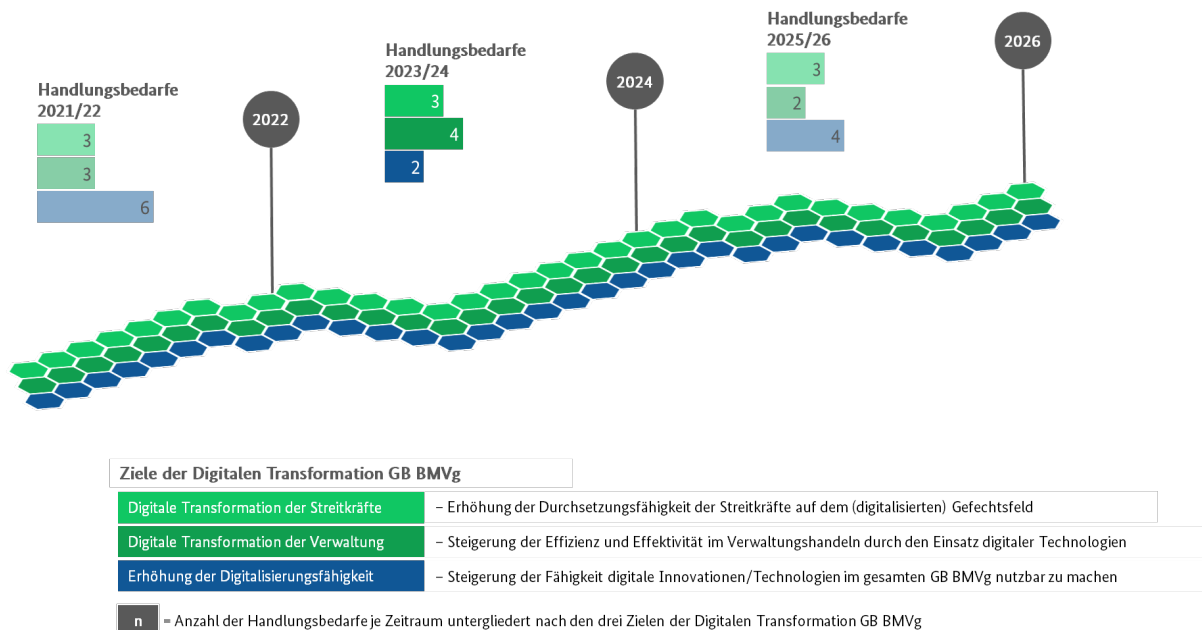 Handlungsbedarfe
2021/22
3
3
6
2022
Handlungsbedarfe
2023/24
3
4
2
2024
Handlungsbedarfe
2025/26
3
2
4
2026
Ziele der Digitalen Transformation GB BMVg
Digitale Transformation der Streitkräfte – Erhöhung der Durchsetzungsfähigkeit der Streitkräfte auf dem (digitalisierten) Gefechtsfeld
Digitale Transformation der Verwaltung – Steigerung der Effizienz und Effektivität im Verwaltungshandeln durch den Einsatz digitaler Technologien
Erhöhung der Digitalisierungsfähigkeit – Steigerung der Fähigkeit digitale Innovationen/Technologien im gesamten GB BMVg nutzbar zu machen
n = Anzahl der Handlungsbedarfe je Zeitraum untergliedert nach den drei Zielen der Digitalen Transformation GB BMVg